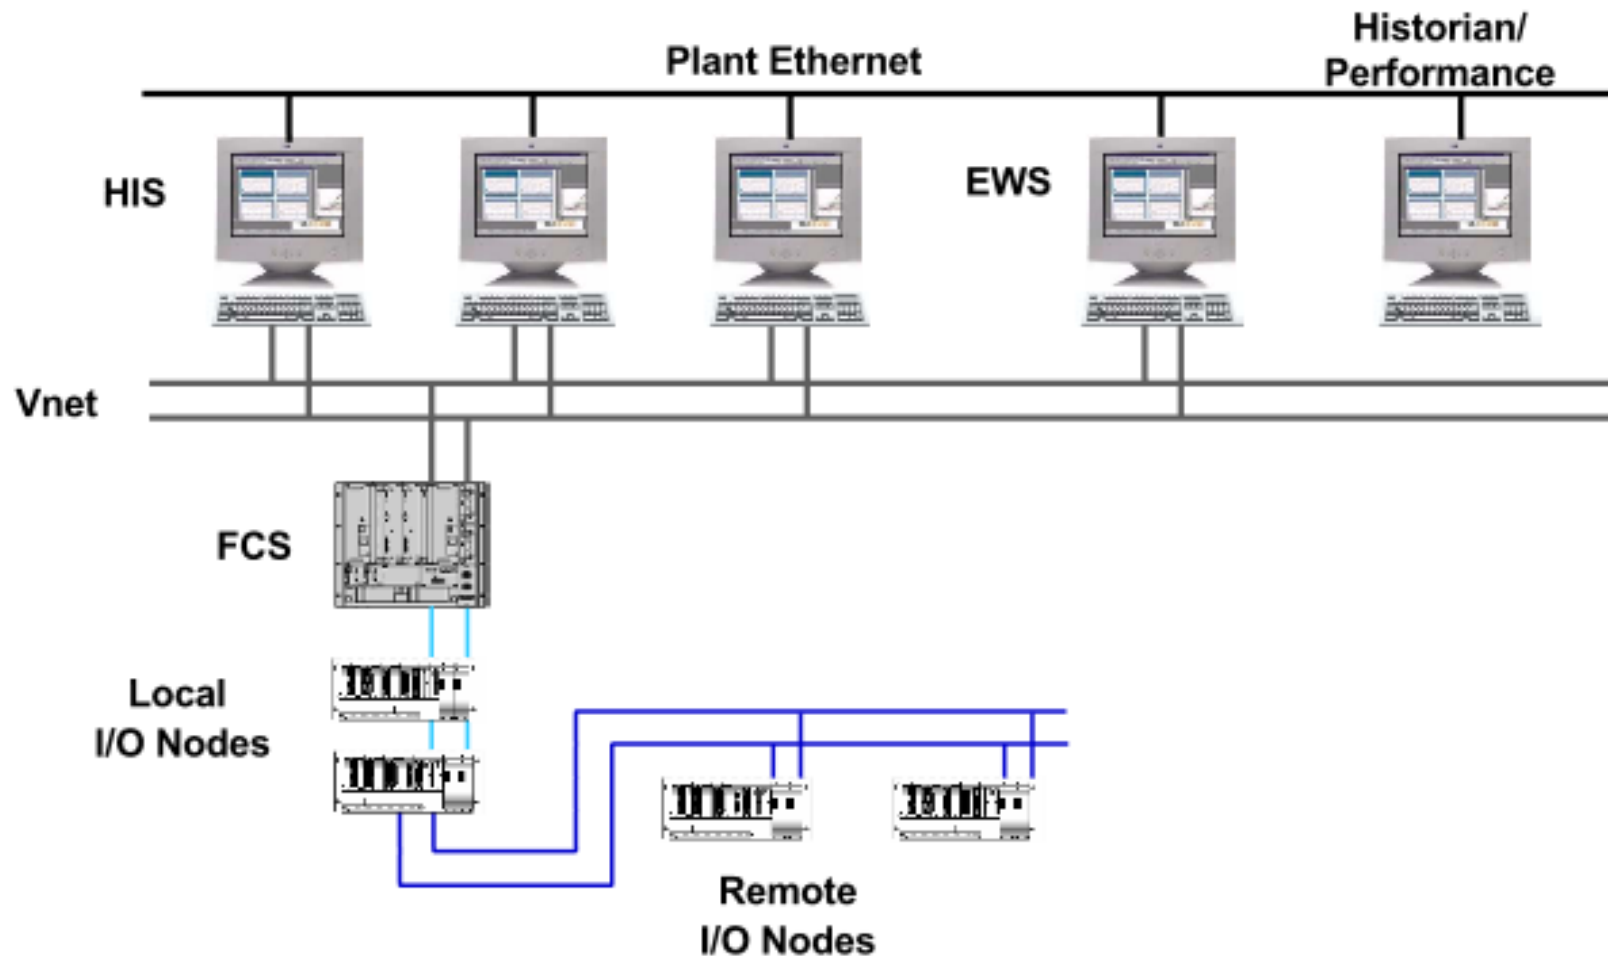 Plant Ethernet
Historian/
Performance
HIS
EWS
Vnet
FCS
Local
I/O Nodes
Remote
I/O Nodes